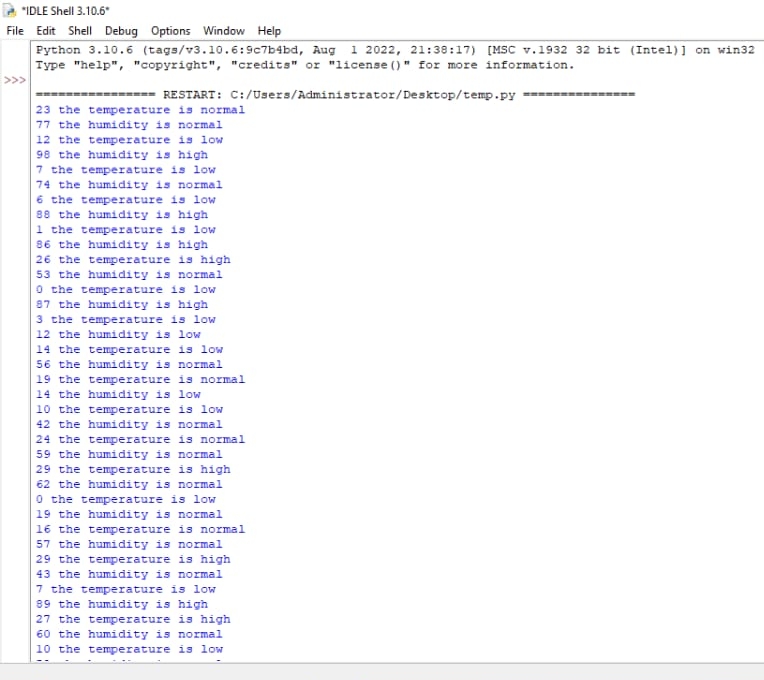 *IDLE Shell 3.10.6*
File Edit Shell Debug Options Window Help
Python 3.10.6 (tags/v3.10.6:9c7b4bd, Aug  1 2022, 21:38:17) [MSC v.1932 32 bit (Intel)] on win32
Type "help", "copyright", "credits" or "license()" for more information.
>>>
================ RESTART: C:/Users/Administrator/Desktop/temp.py ===============
23 the temperature is normal
77 the humidity is normal
12 the temperature is low
98 the humidity is high
7 the temperature is low
74 the humidity is normal
6 the temperature is low
88 the humidity is high
1 the temperature is low
86 the humidity is high
26 the temperature is high
53 the humidity is normal
0 the temperature is low
87 the humidity is high
3 the temperature is low
12 the humidity is low
14 the temperature is low
56 the humidity is normal
19 the temperature is normal
14 the humidity is low
10 the temperature is low
42 the humidity is normal
24 the temperature is normal
59 the humidity is normal
29 the temperature is high
62 the humidity is normal
0 the temperature is low
19 the humidity is normal
16 the temperature is normal
57 the humidity is normal
29 the temperature is high
43 the humidity is normal
7 the temperature is low
89 the humidity is high
27 the temperature is high
60 the humidity is normal
10 the temperature is low